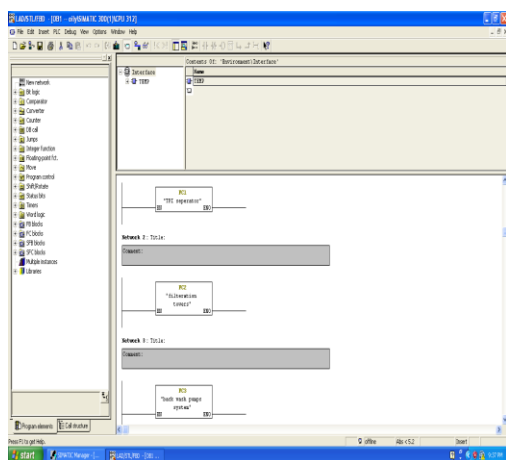 LAD/STL/FBD - [OB1 -- oily\SIMATIC 300(1)\CPU 312]
File Edit Insert PLC Debug View Options Window Help
Contents Of: 'Enviroment\Interface'
Interface
TEMP
Name
TEMP
New network
Bit logic
Comparator
Converter
Counter
DB call
Jumps
Integer function
Floating-point fct.
Move
Program control
Shift/Rotate
Status bits
Timers
Word logic
FB blocks
FC blocks
SFB blocks
SFC blocks
Multiple instances
Libraries
FC1
"TPI separator"
EN ENO
Network 2: Title:
Comment:
FC2
"filteration
towers"
EN ENO
Network 3: Title:
Comment:
FC3
"back wash pumps
system"
EN ENO
Program elements Call structure
Press F1 to get Help.
offline Abs < 5.2 Insert
start SIMATIC Manager - [... LAD/STL/FBD - [OB1 ...